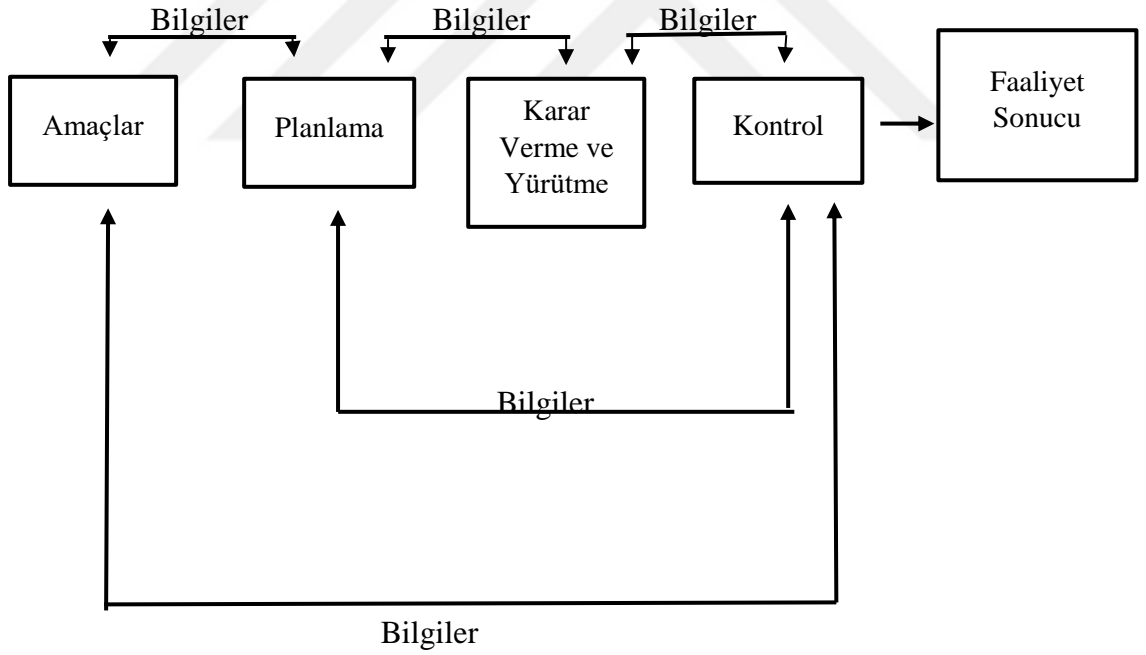 Bilgiler
Bilgiler
Bilgiler
Amaçlar
Planlama
Karar
Verme ve
Yürütme
Kontrol
Faaliyet
Sonucu
Bilgiler
Bilgiler